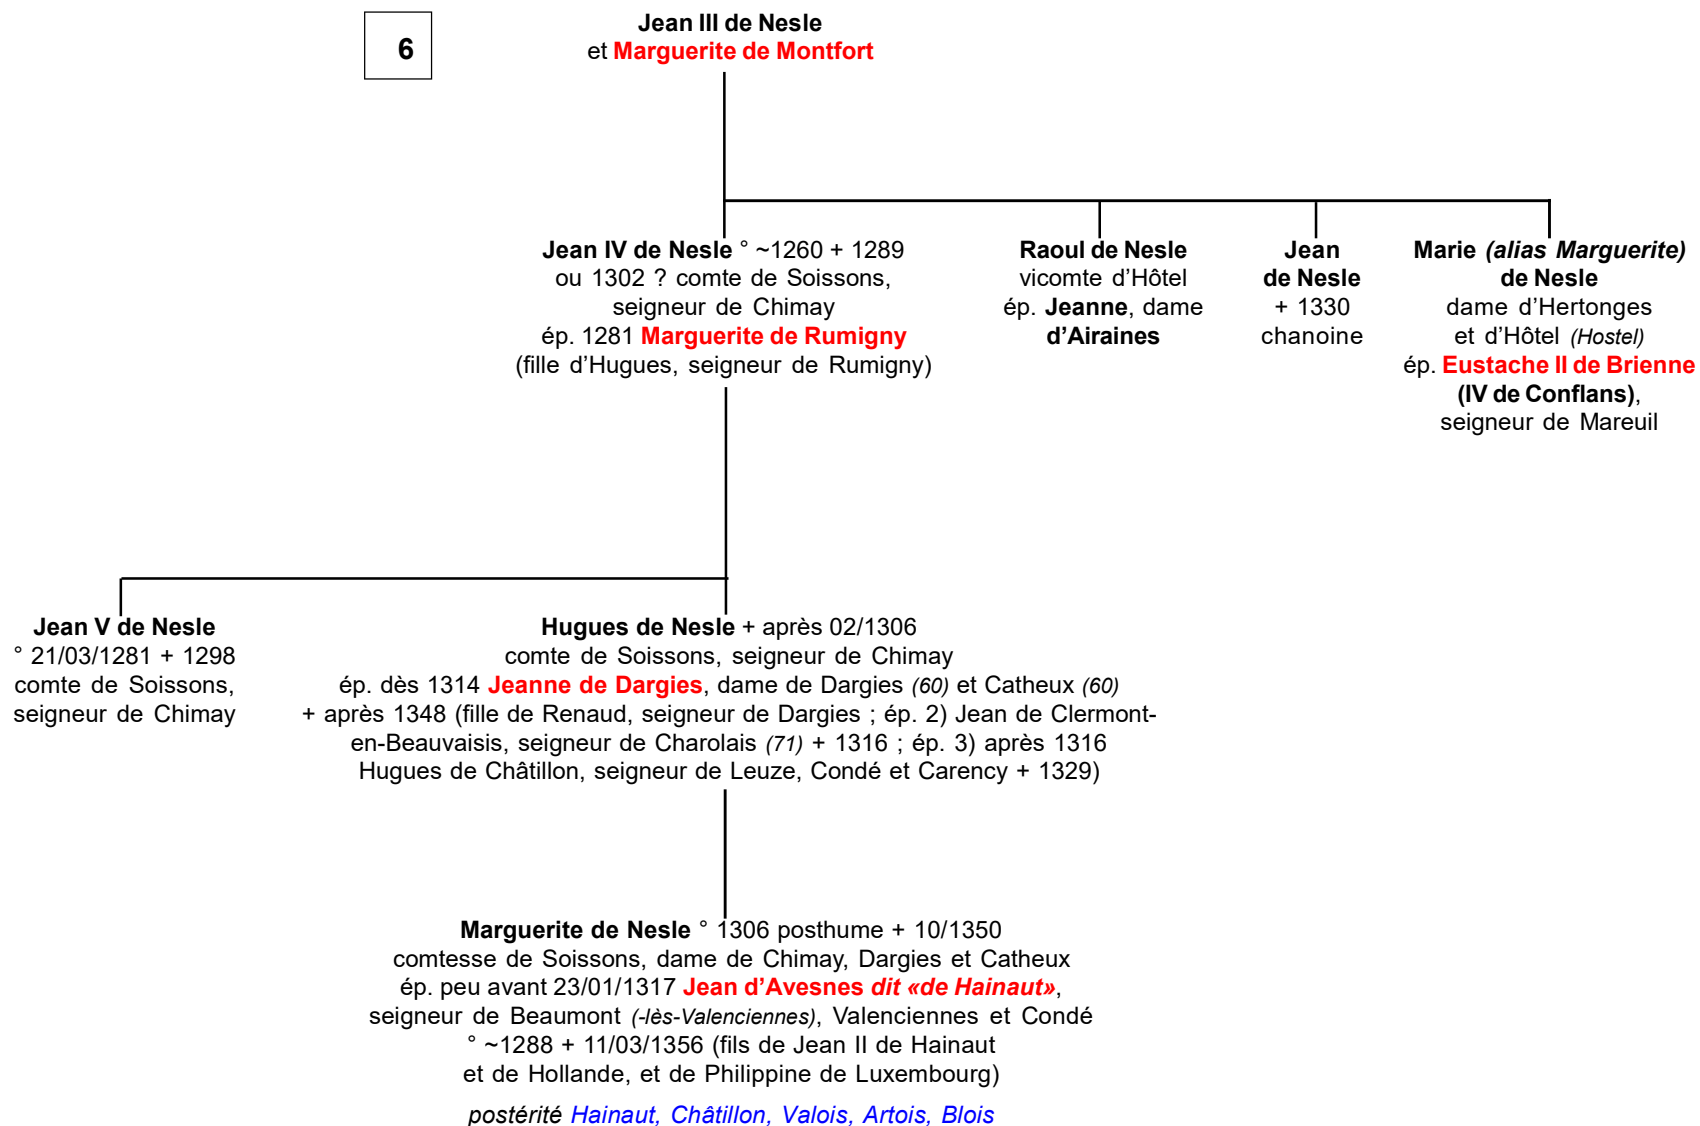 6
Jean III de Nesle
et Marguerite de Montfort
Jean IV de Nesle ° ~1260 + 1289
ou 1302 ? comte de Soissons,
seigneur de Chimay
ép. 1281 Marguerite de Rumigny
(fille d'Hugues, seigneur de Rumigny)
Raoul de Nesle
vicomte d'Hôtel
ép. Jeanne, dame
d'Airaines
Jean
de Nesle
+ 1330
chanoine
Marie (alias Marguerite)
de Nesle
dame d'Hertonges
et d'Hôtel (Hostel)
ép. Eustache II de Brienne
(IV de Conflans),
seigneur de Mareuil
Jean V de Nesle
° 21/03/1281 + 1298
comte de Soissons,
seigneur de Chimay
Hugues de Nesle + après 02/1306
comte de Soissons, seigneur de Chimay
ép. dès 1314 Jeanne de Dargies, dame de Dargies (60) et Catheux (60)
+ après 1348 (fille de Renaud, seigneur de Dargies ; ép. 2) Jean de Clermont-
en-Beauvaisis, seigneur de Charolais (71) + 1316 ; ép. 3) après 1316
Hugues de Châtillon, seigneur de Leuze, Condé et Carency + 1329)
Marguerite de Nesle ° 1306 posthume + 10/1350
comtesse de Soissons, dame de Chimay, Dargies et Catheux
ép. peu avant 23/01/1317 Jean d'Avesnes dit «de Hainaut»,
seigneur de Beaumont (-lès-Valenciennes), Valenciennes et Condé
° ~1288 + 11/03/1356 (fils de Jean II de Hainaut
et de Hollande, et de Philippine de Luxembourg)
postérité Hainaut, Châtillon, Valois, Artois, Blois